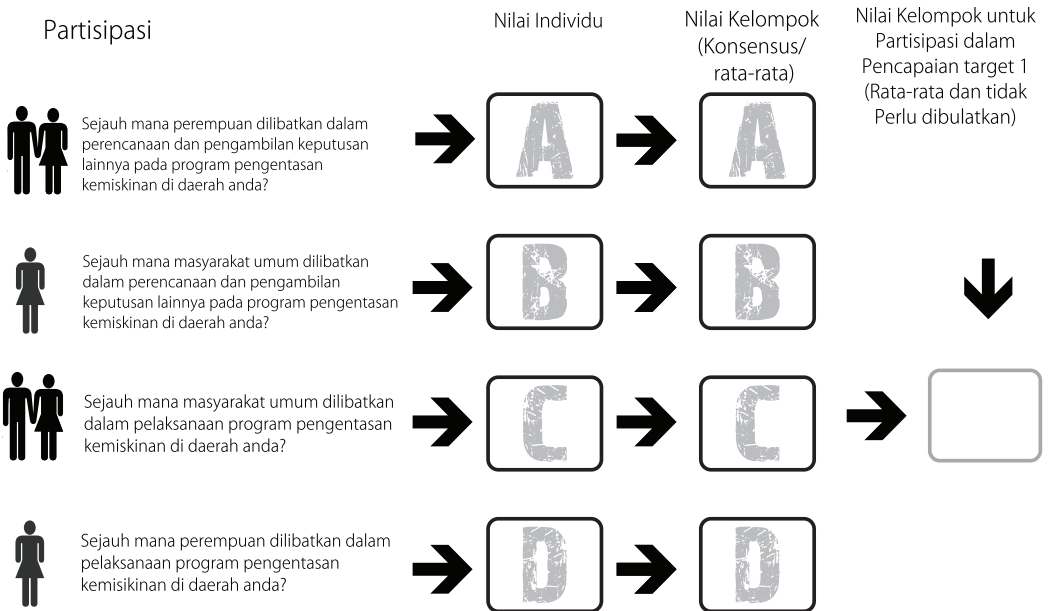 Partisipasi
Nilai Individu
Nilai Kelompok
(Konsensus/
rata-rata)
Nilai Kelompok untuk
Partisipasi dalam
Pencapaian target 1
(Rata-rata dan tidak
Perlu dibulatkan)
Sejauh mana perempuan dilibatkan dalam
perencanaan dan pengambilan keputusan
lainnya pada program pengentasan
kemiskinan di daerah anda?
A
A
Sejauh mana masyarakat umum dilibatkan
dalam perencanaan dan pengambilan
keputusan lainnya pada program pengentasan
kemiskinan di daerah anda?
B
B
Sejauh mana masyarakat umum dilibatkan
dalam pelaksanaan program pengentasan
kemiskinan di daerah anda?
C
C
Sejauh mana perempuan dilibatkan dalam
pelaksanaan program pengentasan
kemisikinan di daerah anda?
D
D